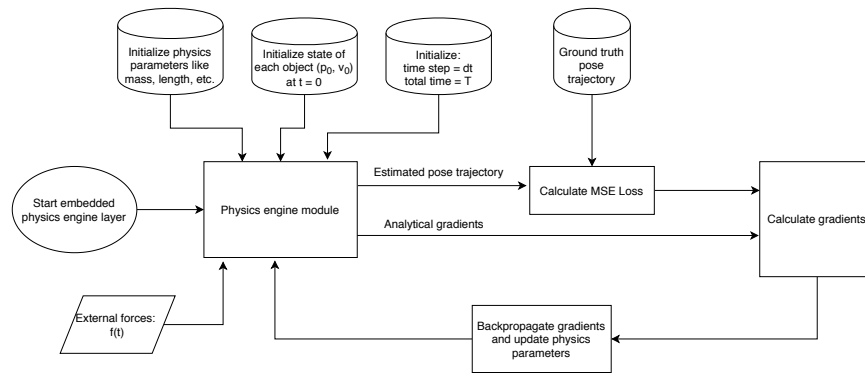 Initialize physics
parameters like
mass, length, etc.
Initialize state of
each object (p₀, v₀)
at t = 0
Initialize:
time step = dt
total time = T
Ground truth
pose
trajectory
Start embedded
physics engine layer
Physics engine module
Estimated pose trajectory
Analytical gradients
Calculate MSE Loss
Calculate gradients
External forces:
f(t)
Backpropagate gradients
and update physics
parameters